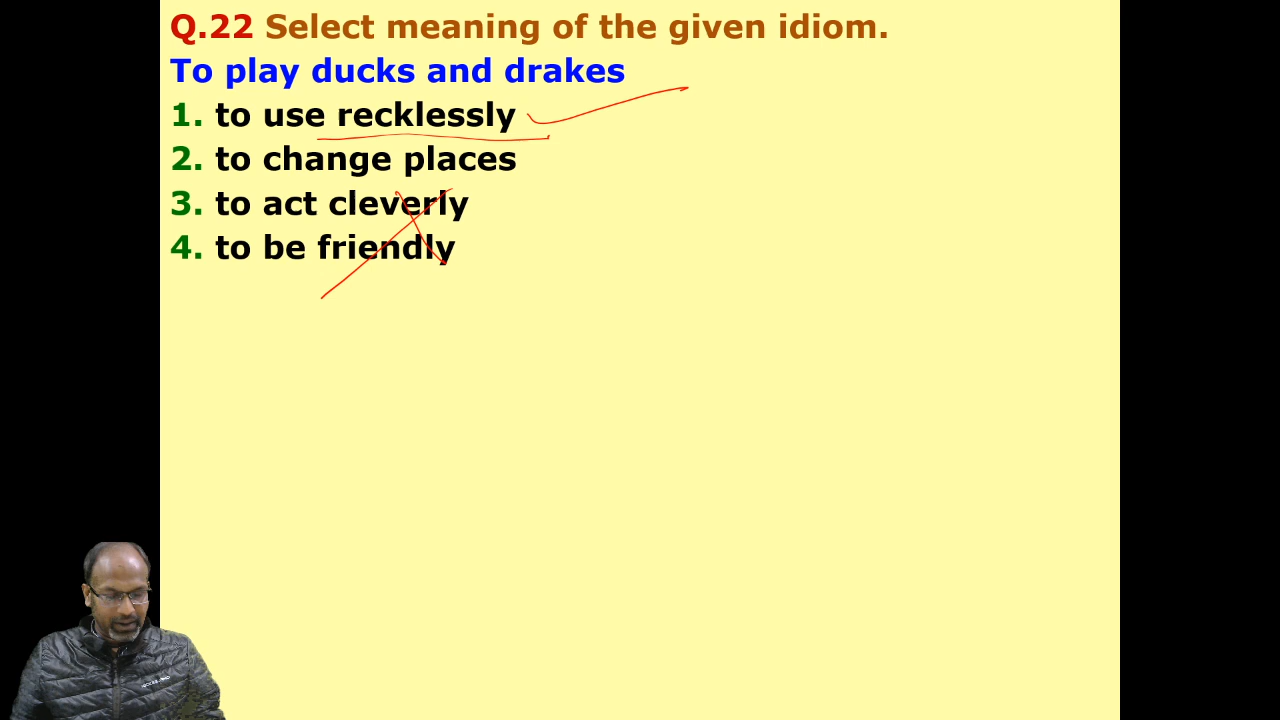 Q.22 Select meaning of the given idiom.
To play ducks and drakes
1. to use recklessly
2. to change places
3. to act cleverly
4. to be friendly